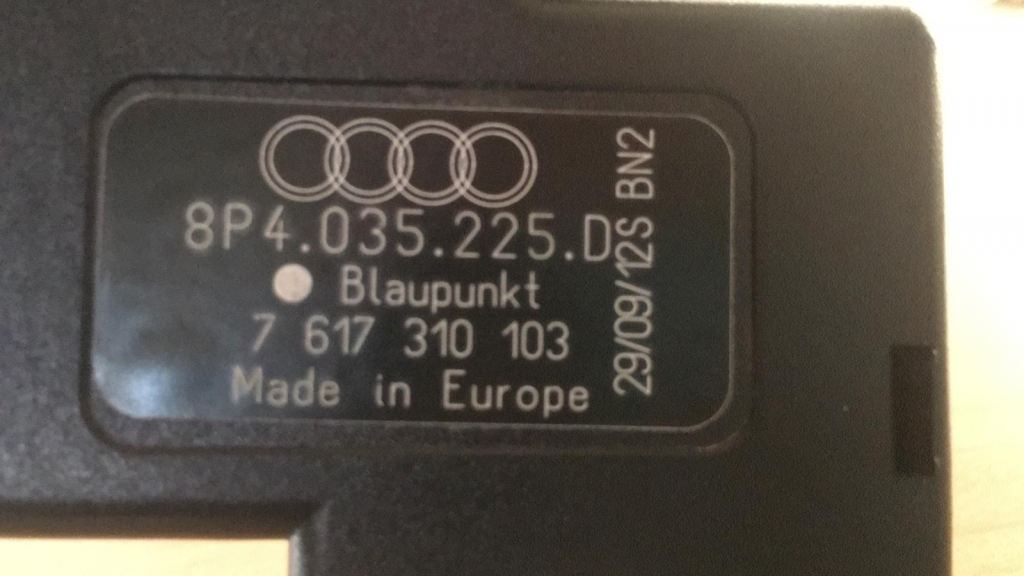 8P4.035.225.D
Blaupunkt
7 617 310 103
Made in Europe
29/09/12S BN2